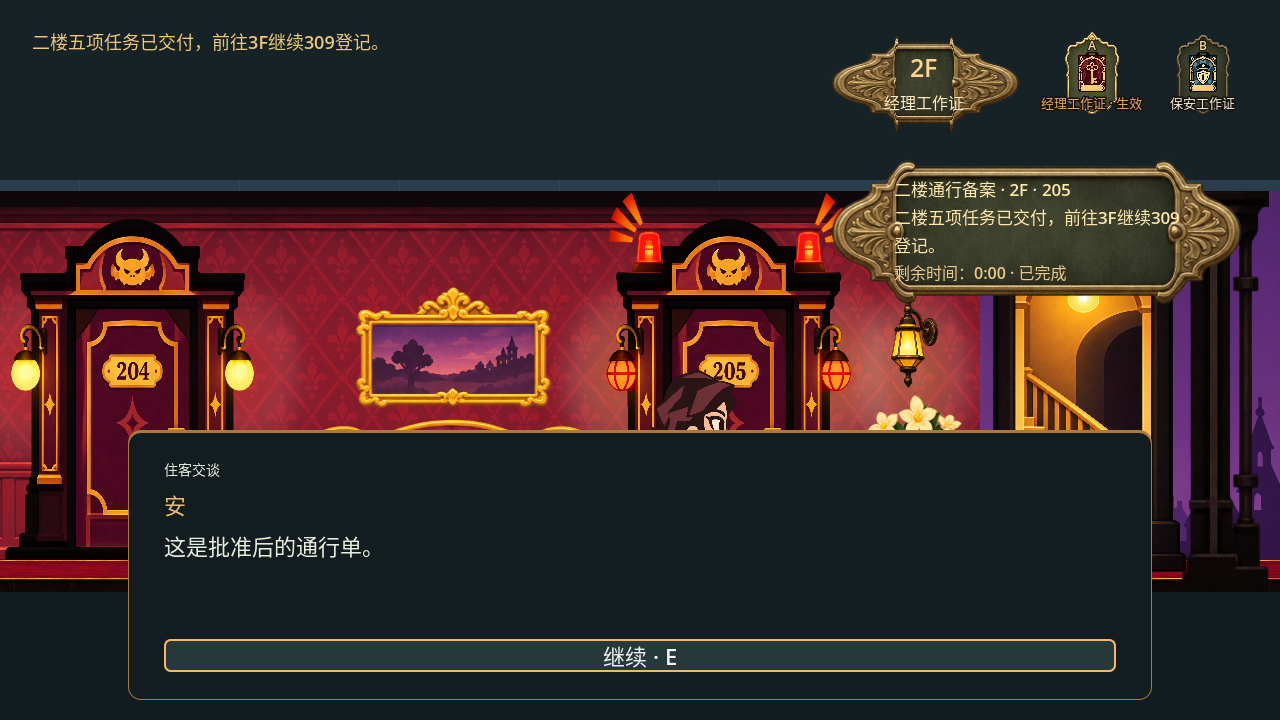 二楼五项任务已交付，前往3F继续309登记。
2F
经理工作证
A
经理工作证 · 生效
B
保安工作证
二楼通行备案 · 2F · 205
二楼五项任务已交付，前往3F继续309
登记。
剩余时间：0:00 · 已完成
204
205
住客交谈
安
这是批准后的通行单。
继续 · E